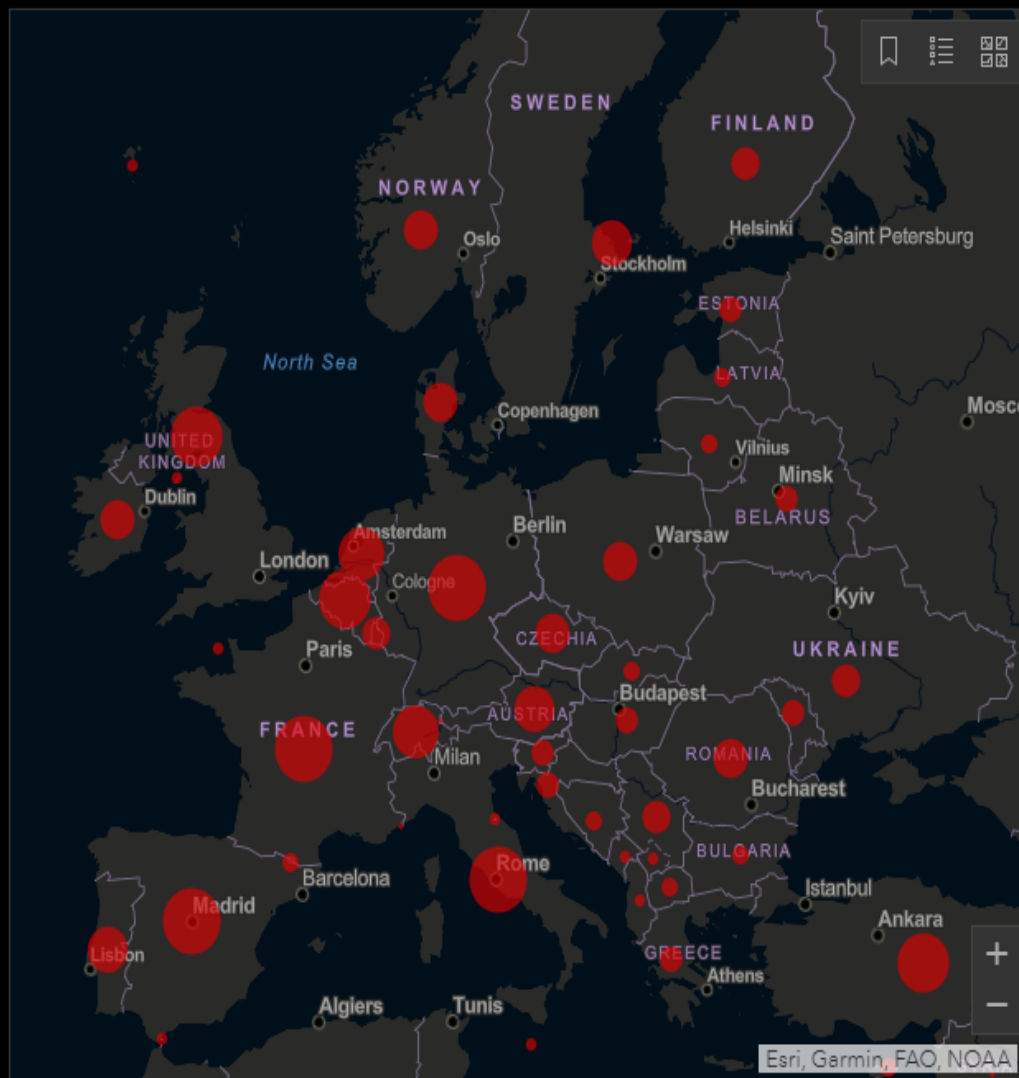 SWEDEN
FINLAND
NORWAY
Oslo
Helsinki
Saint Petersburg
Stockholm
ESTONIA
North Sea
LATVIA
Copenhagen
Mosco
UNITED
KINGDOM
Vilnius
Minsk
Dublin
BELARUS
Amsterdam
Berlin
Warsaw
London
Cologne
Kyiv
CZECHIA
Paris
UKRAINE
Budapest
AUSTRIA
FRANCE
Milan
ROMANIA
Bucharest
BULGARIA
Rome
Barcelona
Istanbul
Madrid
Ankara
Lisbon
GREECE
Athens
Algiers
Tunis
Esri, Garmin, FAO, NOAA